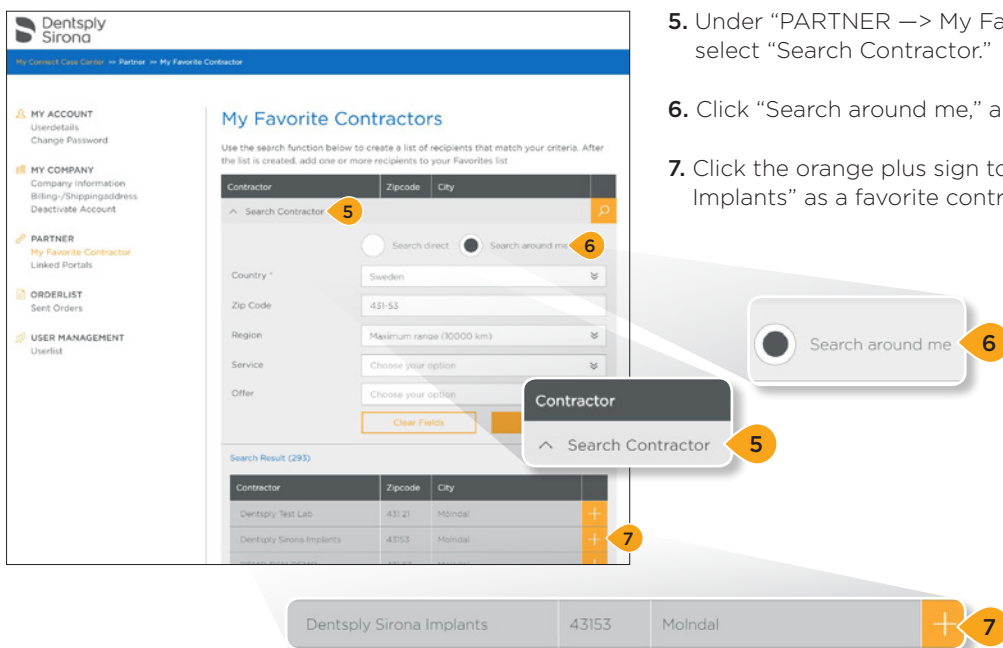 Dentsply
Sirona
My Connect Case Center >> Partner >> My Favorite Contractor
MY ACCOUNT
Userdetails
Change Password
MY COMPANY
Company Information
Billing-/Shippingaddress
Deactivate Account
PARTNER
My Favorite Contractor
Linked Portals
ORDERLIST
Sent Orders
USER MANAGEMENT
Userlist
My Favorite Contractors
Use the search function below to create a list of recipients that match your criteria. After
the list is created, add one or more recipients to your Favorites list
Contractor Zipcode City
Search Contractor 5
Search direct Search around me 6
Country * Sweden
Zip Code 431-53
Region Maximum range (10000 km)
Service Choose your option
Offer Choose your option
Clear Fields
Search Result (293)
Contractor Zipcode City
Dentsply Test Lab 431 21 Molndal
Dentsply Sirona Implants 43153 Molndal 7
5. Under “PARTNER —> My Fa
select “Search Contractor.”
6. Click “Search around me,” a
7. Click the orange plus sign to
Implants” as a favorite contr
Search around me 6
Contractor
Search Contractor 5
Dentsply Sirona Implants 43153 Molndal 7